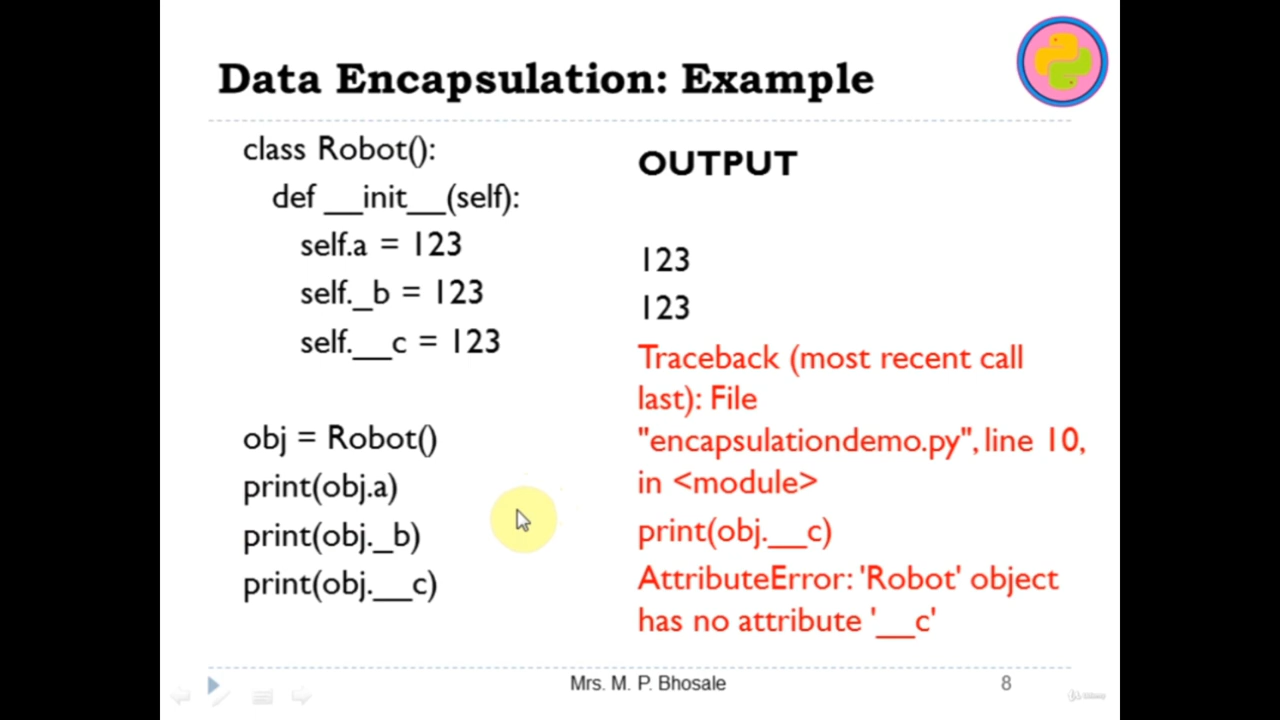 Data Encapsulation: Example
class Robot():
def __init__(self):
self.a = 123
self._b = 123
self.__c = 123
obj = Robot()
print(obj.a)
print(obj._b)
print(obj.__c)
OUTPUT
123
123
Traceback (most recent call
last): File
"encapsulationdemo.py", line 10,
in <module>
print(obj.__c)
AttributeError: 'Robot' object
has no attribute '__c'
Mrs. M. P. Bhosale
8